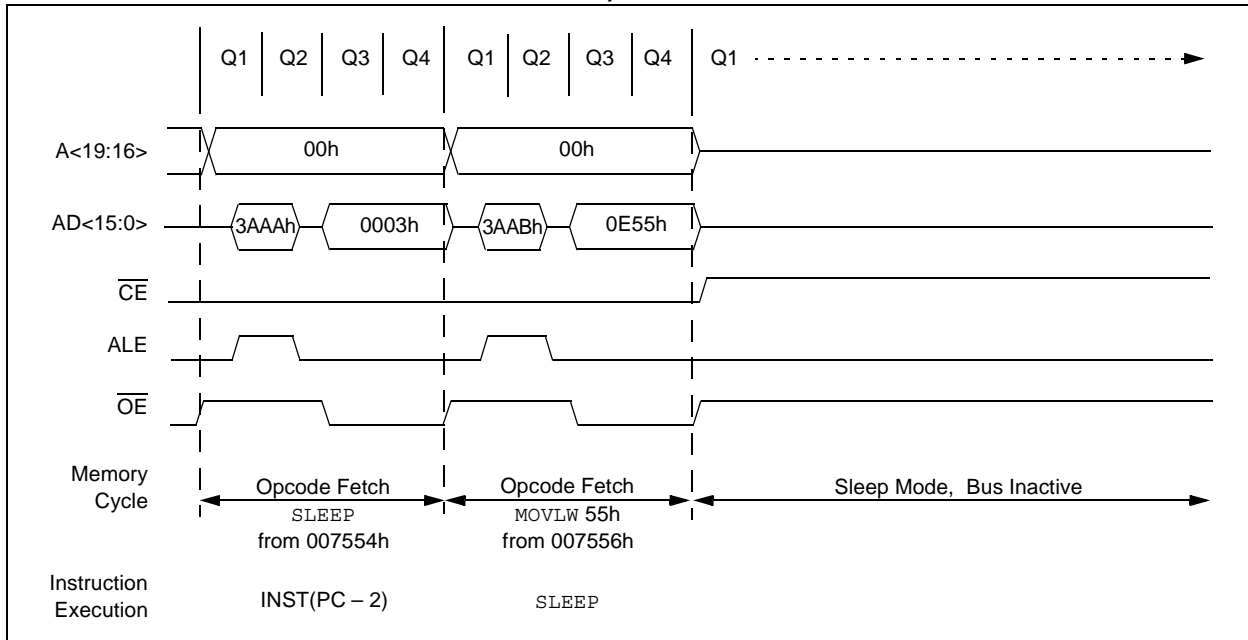 Q1 Q2 Q3 Q4 Q1 Q2 Q3 Q4 Q1
A<19:16> 00h 00h
AD<15:0> 3AAAh 0003h 3AABh 0E55h
CE
ALE
OE
Memory
Cycle
Opcode Fetch
SLEEP
from 007554h
Opcode Fetch
MOVLW 55h
from 007556h
Sleep Mode, Bus Inactive
Instruction
Execution
INST(PC – 2)
SLEEP